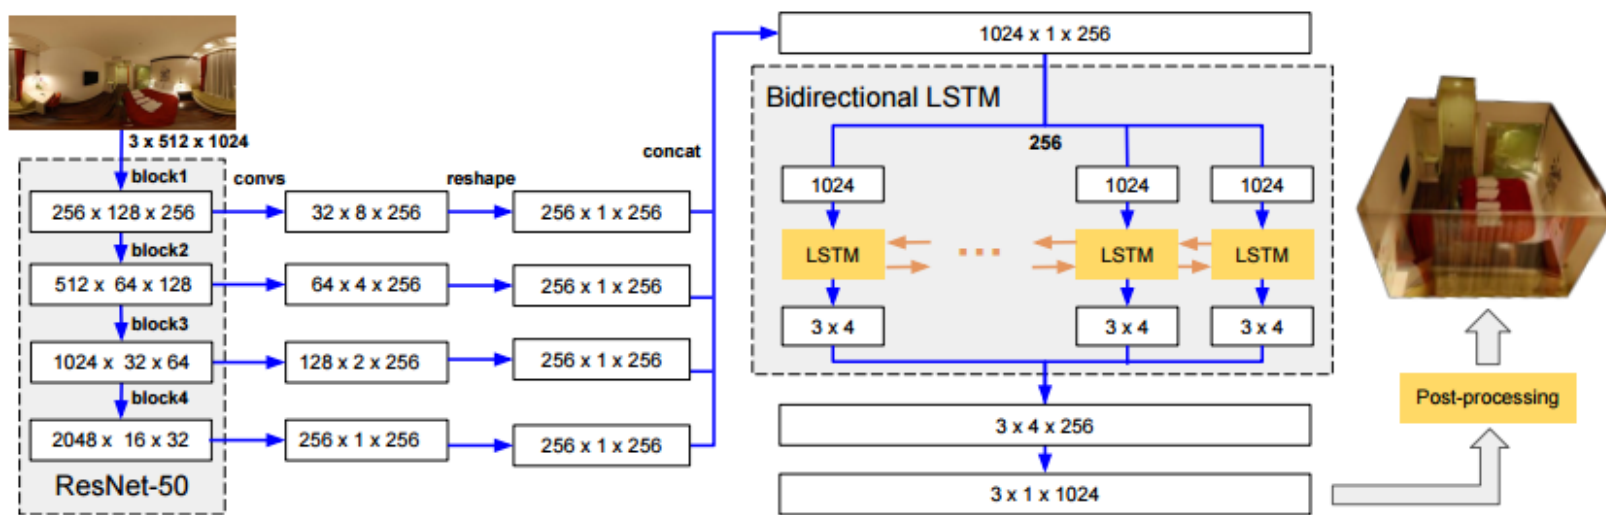 3 x 512 x 1024
block1
256 x 128 x 256
block2
512 x 64 x 128
block3
1024 x 32 x 64
block4
2048 x 16 x 32
ResNet-50
convs
32 x 8 x 256
64 x 4 x 256
128 x 2 x 256
256 x 1 x 256
reshape
256 x 1 x 256
256 x 1 x 256
256 x 1 x 256
256 x 1 x 256
concat
1024 x 1 x 256
Bidirectional LSTM
256
1024
1024
1024
LSTM
...
LSTM
LSTM
3 x 4
3 x 4
3 x 4
3 x 4 x 256
3 x 1 x 1024
Post-processing